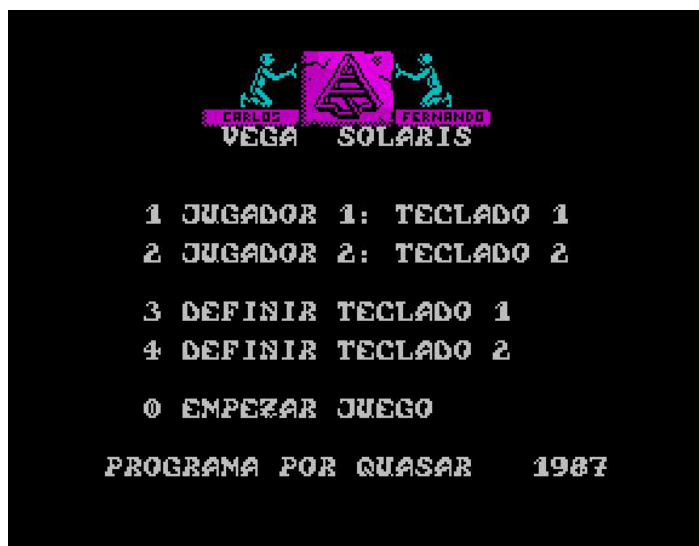 CARLOS FERNANDO
VEGA SOLARIS
1 JUGADOR 1: TECLADO 1
2 JUGADOR 2: TECLADO 2
3 DEFINIR TECLADO 1
4 DEFINIR TECLADO 2
0 EMPEZAR JUEGO
PROGRAMA POR QUASAR 1987